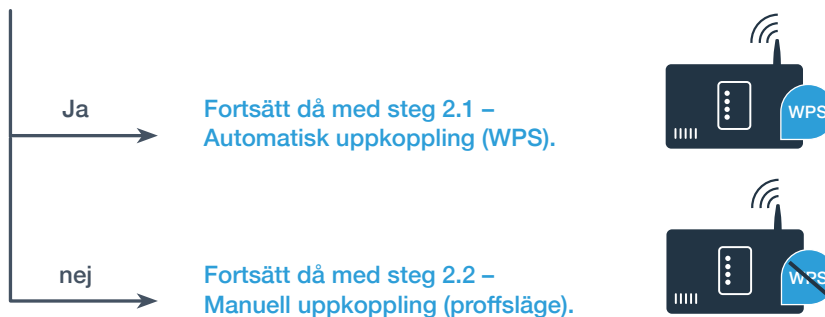 Ja
Fortsätt då med steg 2.1 –
Automatisk uppkoppling (WPS).
WPS
nej
Fortsätt då med steg 2.2 –
Manuell uppkoppling (proffsläge).
WPS